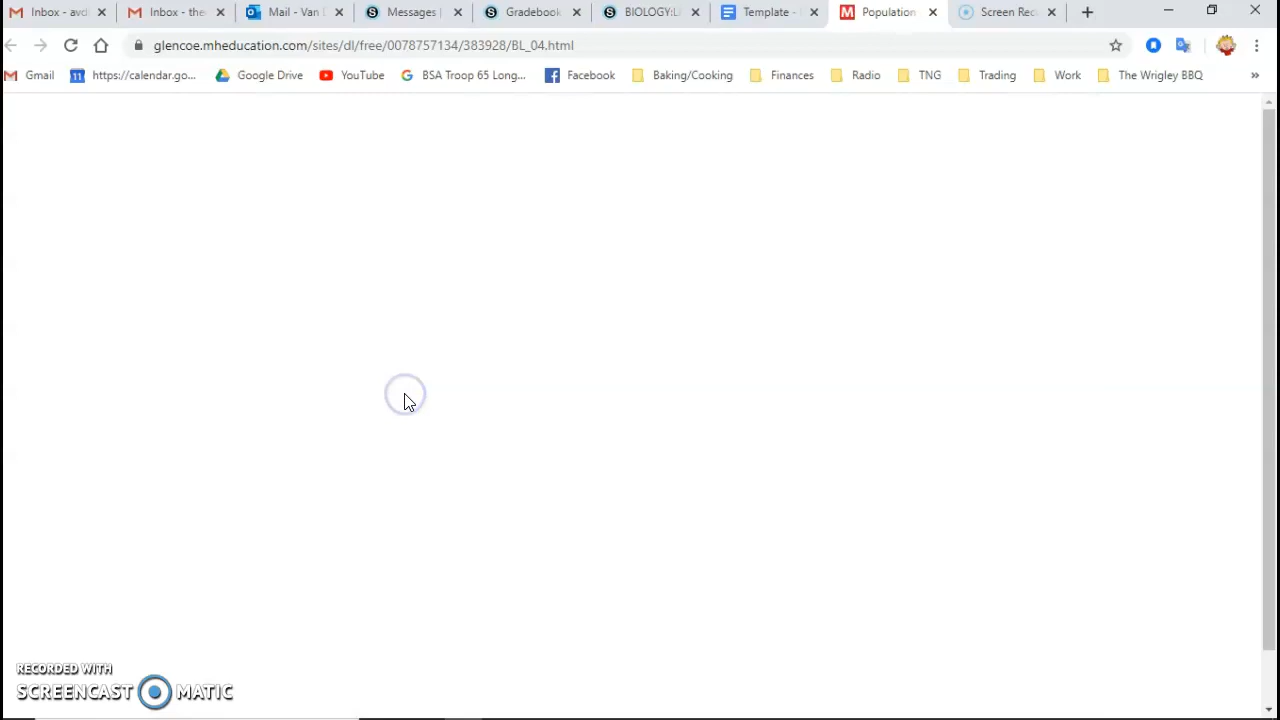 Inbox - avd
Inbox - the
Mail - Van
Messages
Gradebook
BIOLOGY:
Template -
Population
Screen Rec
glencoe.mheducation.com/sites/dl/free/0078757134/383928/BL_04.html
Gmail
https://calendar.go...
Google Drive
YouTube
BSA Troop 65 Long...
Facebook
Baking/Cooking
Finances
Radio
TNG
Trading
Work
The Wrigley BBQ
RECORDED WITH
SCREENCAST MATIC